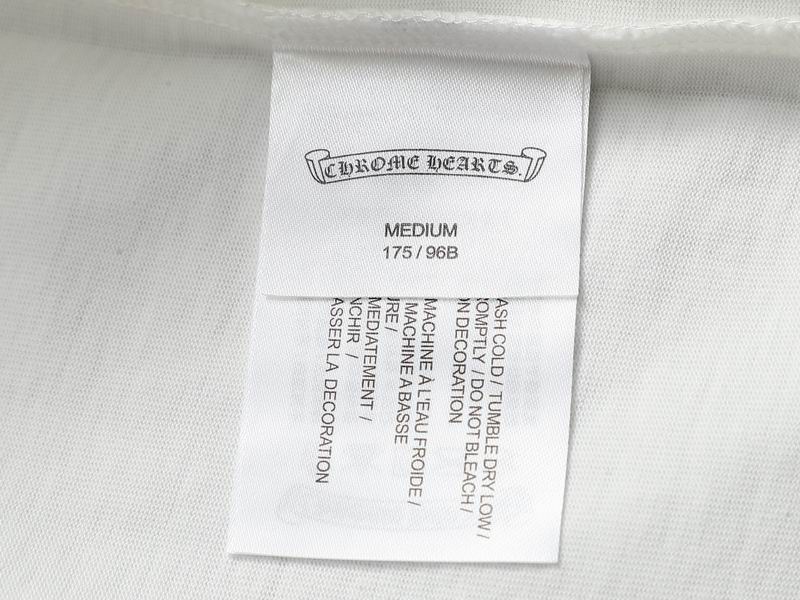 CHROME HEARTS.
MEDIUM
175 / 96B
ASH COLD / TUMBLE DRY LOW /
OMPTLY / DO NOT BLEACH /
ON DECORATION
MACHINE À L'EAU FROIDE /
MACHINE A BASSE
URE /
MEDIATEMENT /
NCHIR /
ASSER LA DECORATION